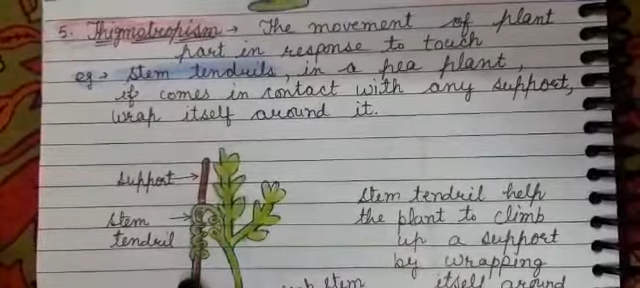 5. Thigmotropism → The movement of plant
part in response to touch
eg → stem tendrils, in a pea plant,
if comes in contact with any support,
wrap itself around it.
support →
stem →
tendril
stem tendril help
the plant to climb
up a support
by wrapping
itself around
stem